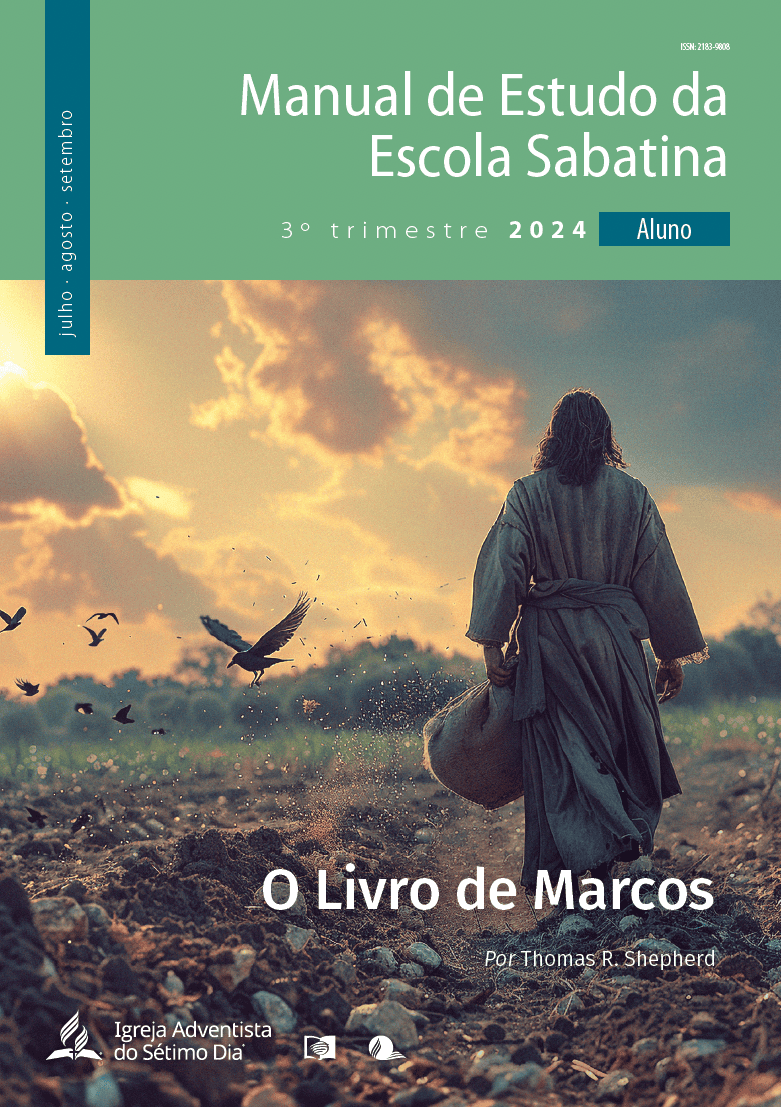 ISSN: 2183-9808
Manual de Estudo da
Escola Sabatina
3º trimestre 2024 Aluno
julho · agosto · setembro
O Livro de Marcos
Por Thomas R. Shepherd
Igreja Adventista
do Sétimo Dia